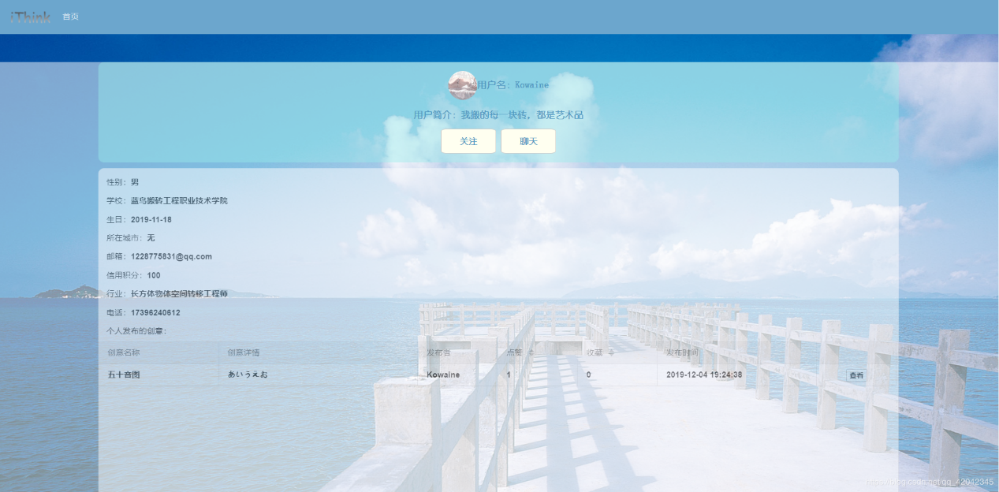 iThink 首页
用户名：Kowaine
用户简介：我搬的每一块砖，都是艺术品
关注 聊天
性别：男
学校：蓝鸟搬砖工程职业技术学院
生日：2019-11-18
所在城市：无
邮箱：1228775831@qq.com
信用积分：100
行业：长方体物体空间转移工程师
电话：17396240612
个人发布的创意：
创意名称 创意详情 发布者 点赞 收藏 发布时间
五十音图 あいうえお Kowaine 1 0 2019-12-04 19:24:38 查看
https://blog.csdn.net/qq_42042345